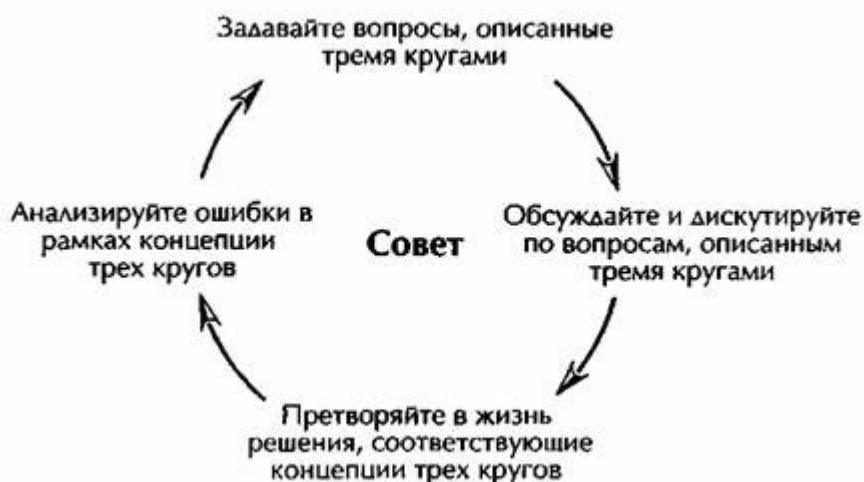 Задавайте вопросы, описанные
тремя кругами
Анализируйте ошибки в
рамках концепции
трех кругов
Совет
Обсуждайте и дискутируйте
по вопросам, описанным
тремя кругами
Претворяйте в жизнь
решения, соответствующие
концепции трех кругов